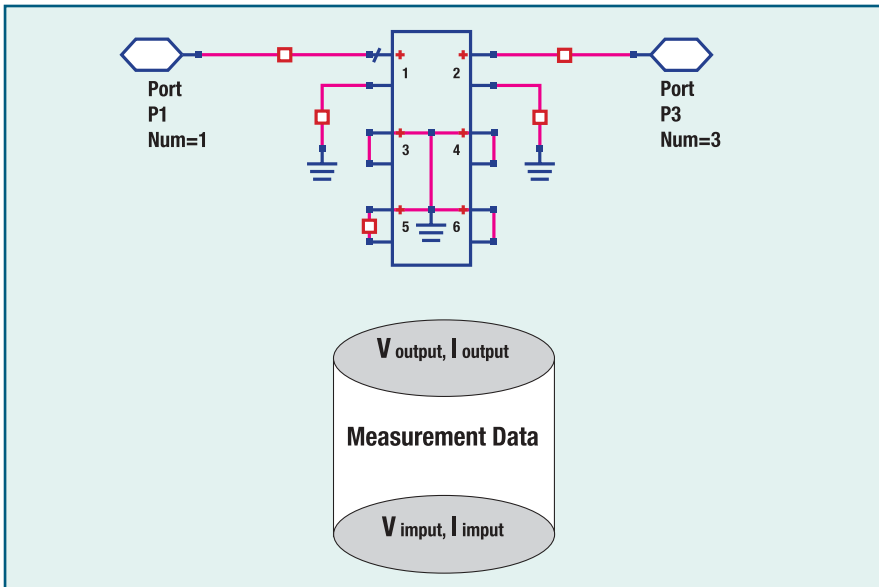 1 2
Port Port
P1 P3
Num=1 Num=3
3 4
5 6
V output, I output
Measurement Data
V imput, I imput